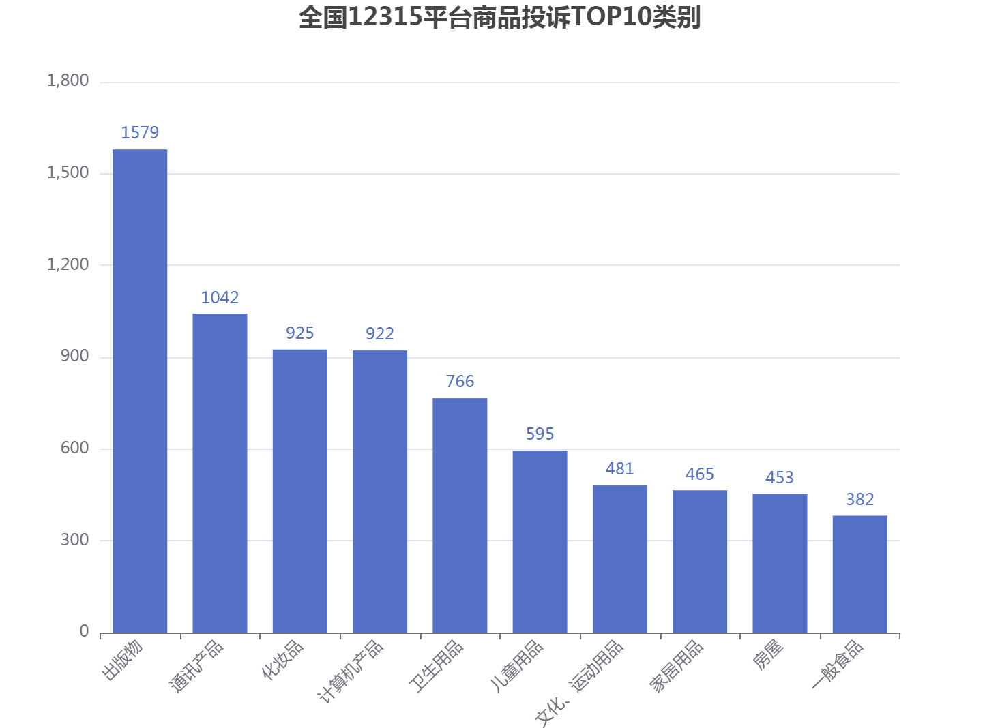 全国12315平台商品投诉TOP10类别
1,800
1,500
1,200
900
600
300
0
1579
1042
925
922
766
595
481
465
453
382
出版物
通讯产品
化妆品
计算机产品
卫生用品
儿童用品
文化、运动用品
家居用品
房屋
一般食品